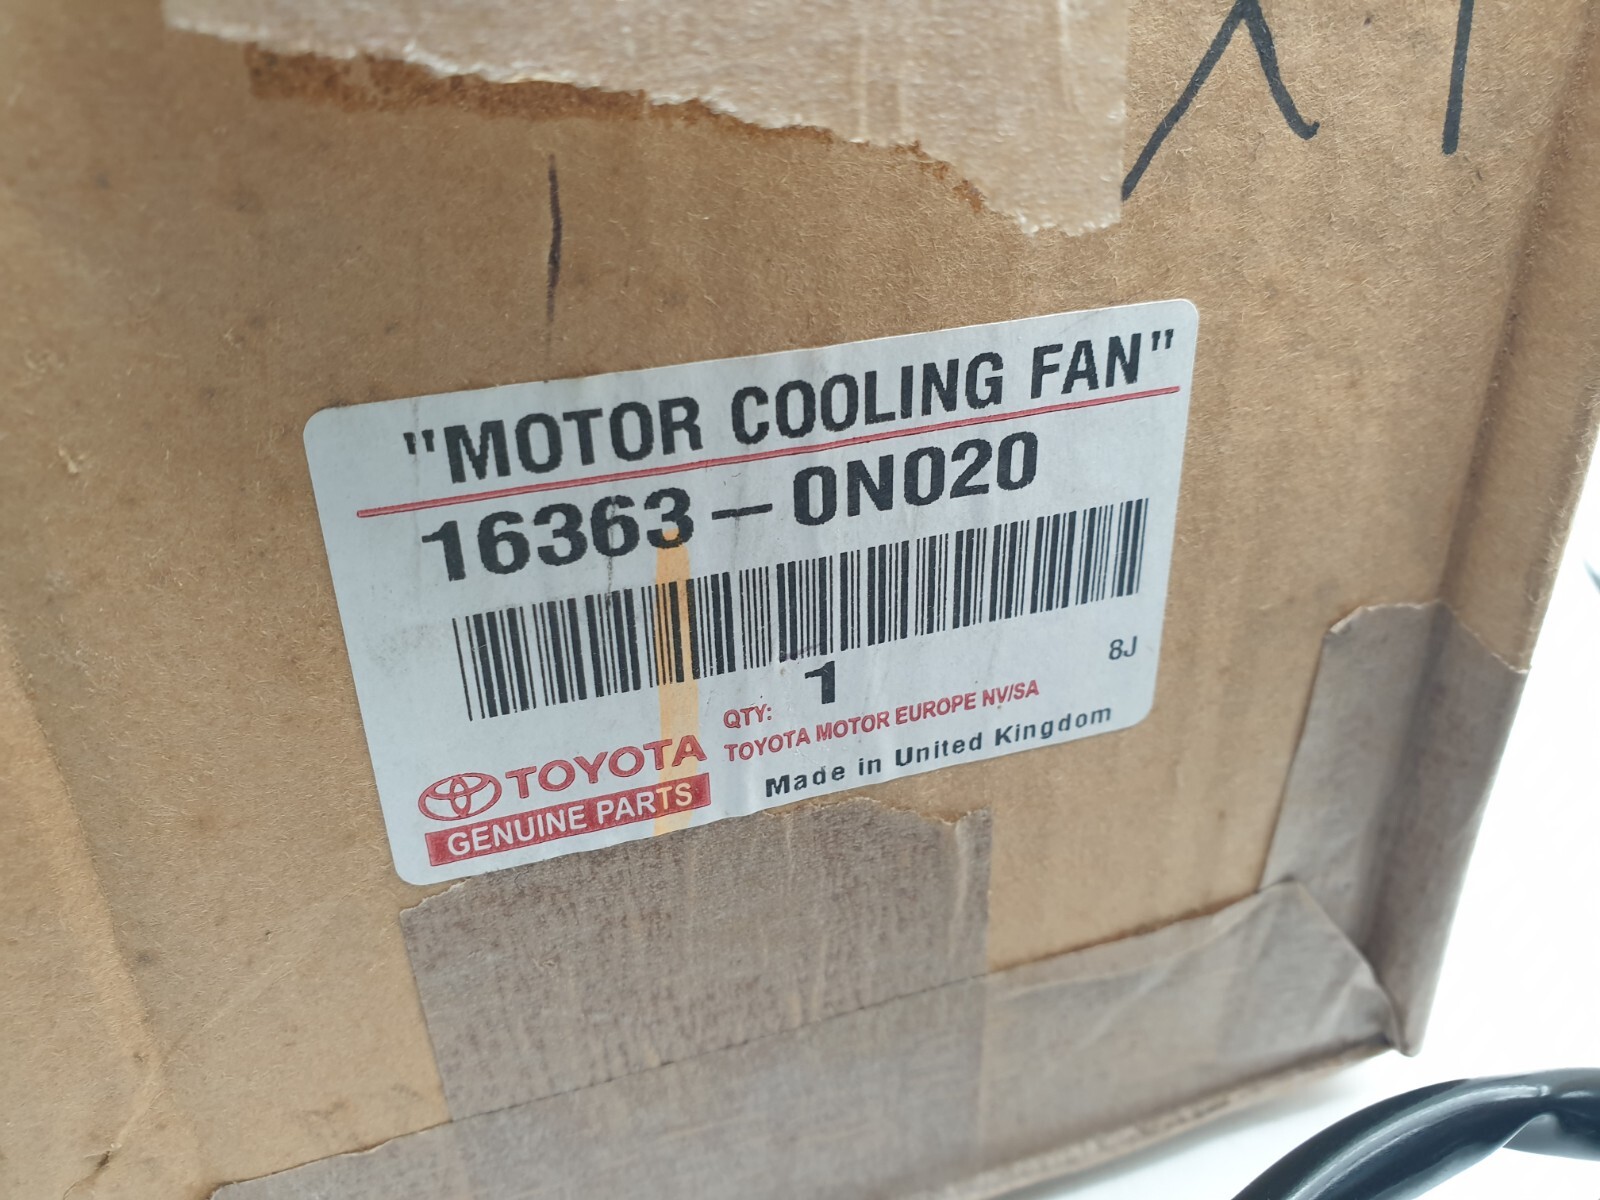 "MOTOR COOLING FAN"
16363-0N020
1
8J
QTY:
TOYOTA MOTOR EUROPE NV/SA
Made in United Kingdom
TOYOTA
GENUINE PARTS